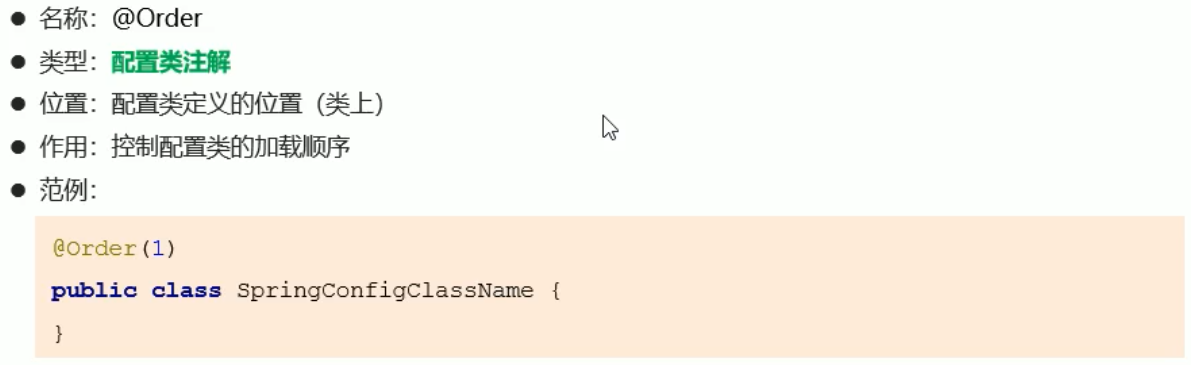 ● 名称：@Order
● 类型：配置类注解
● 位置：配置类定义的位置（类上）
● 作用：控制配置类的加载顺序
● 范例：
@Order(1)
public class SpringConfigClassName {
}